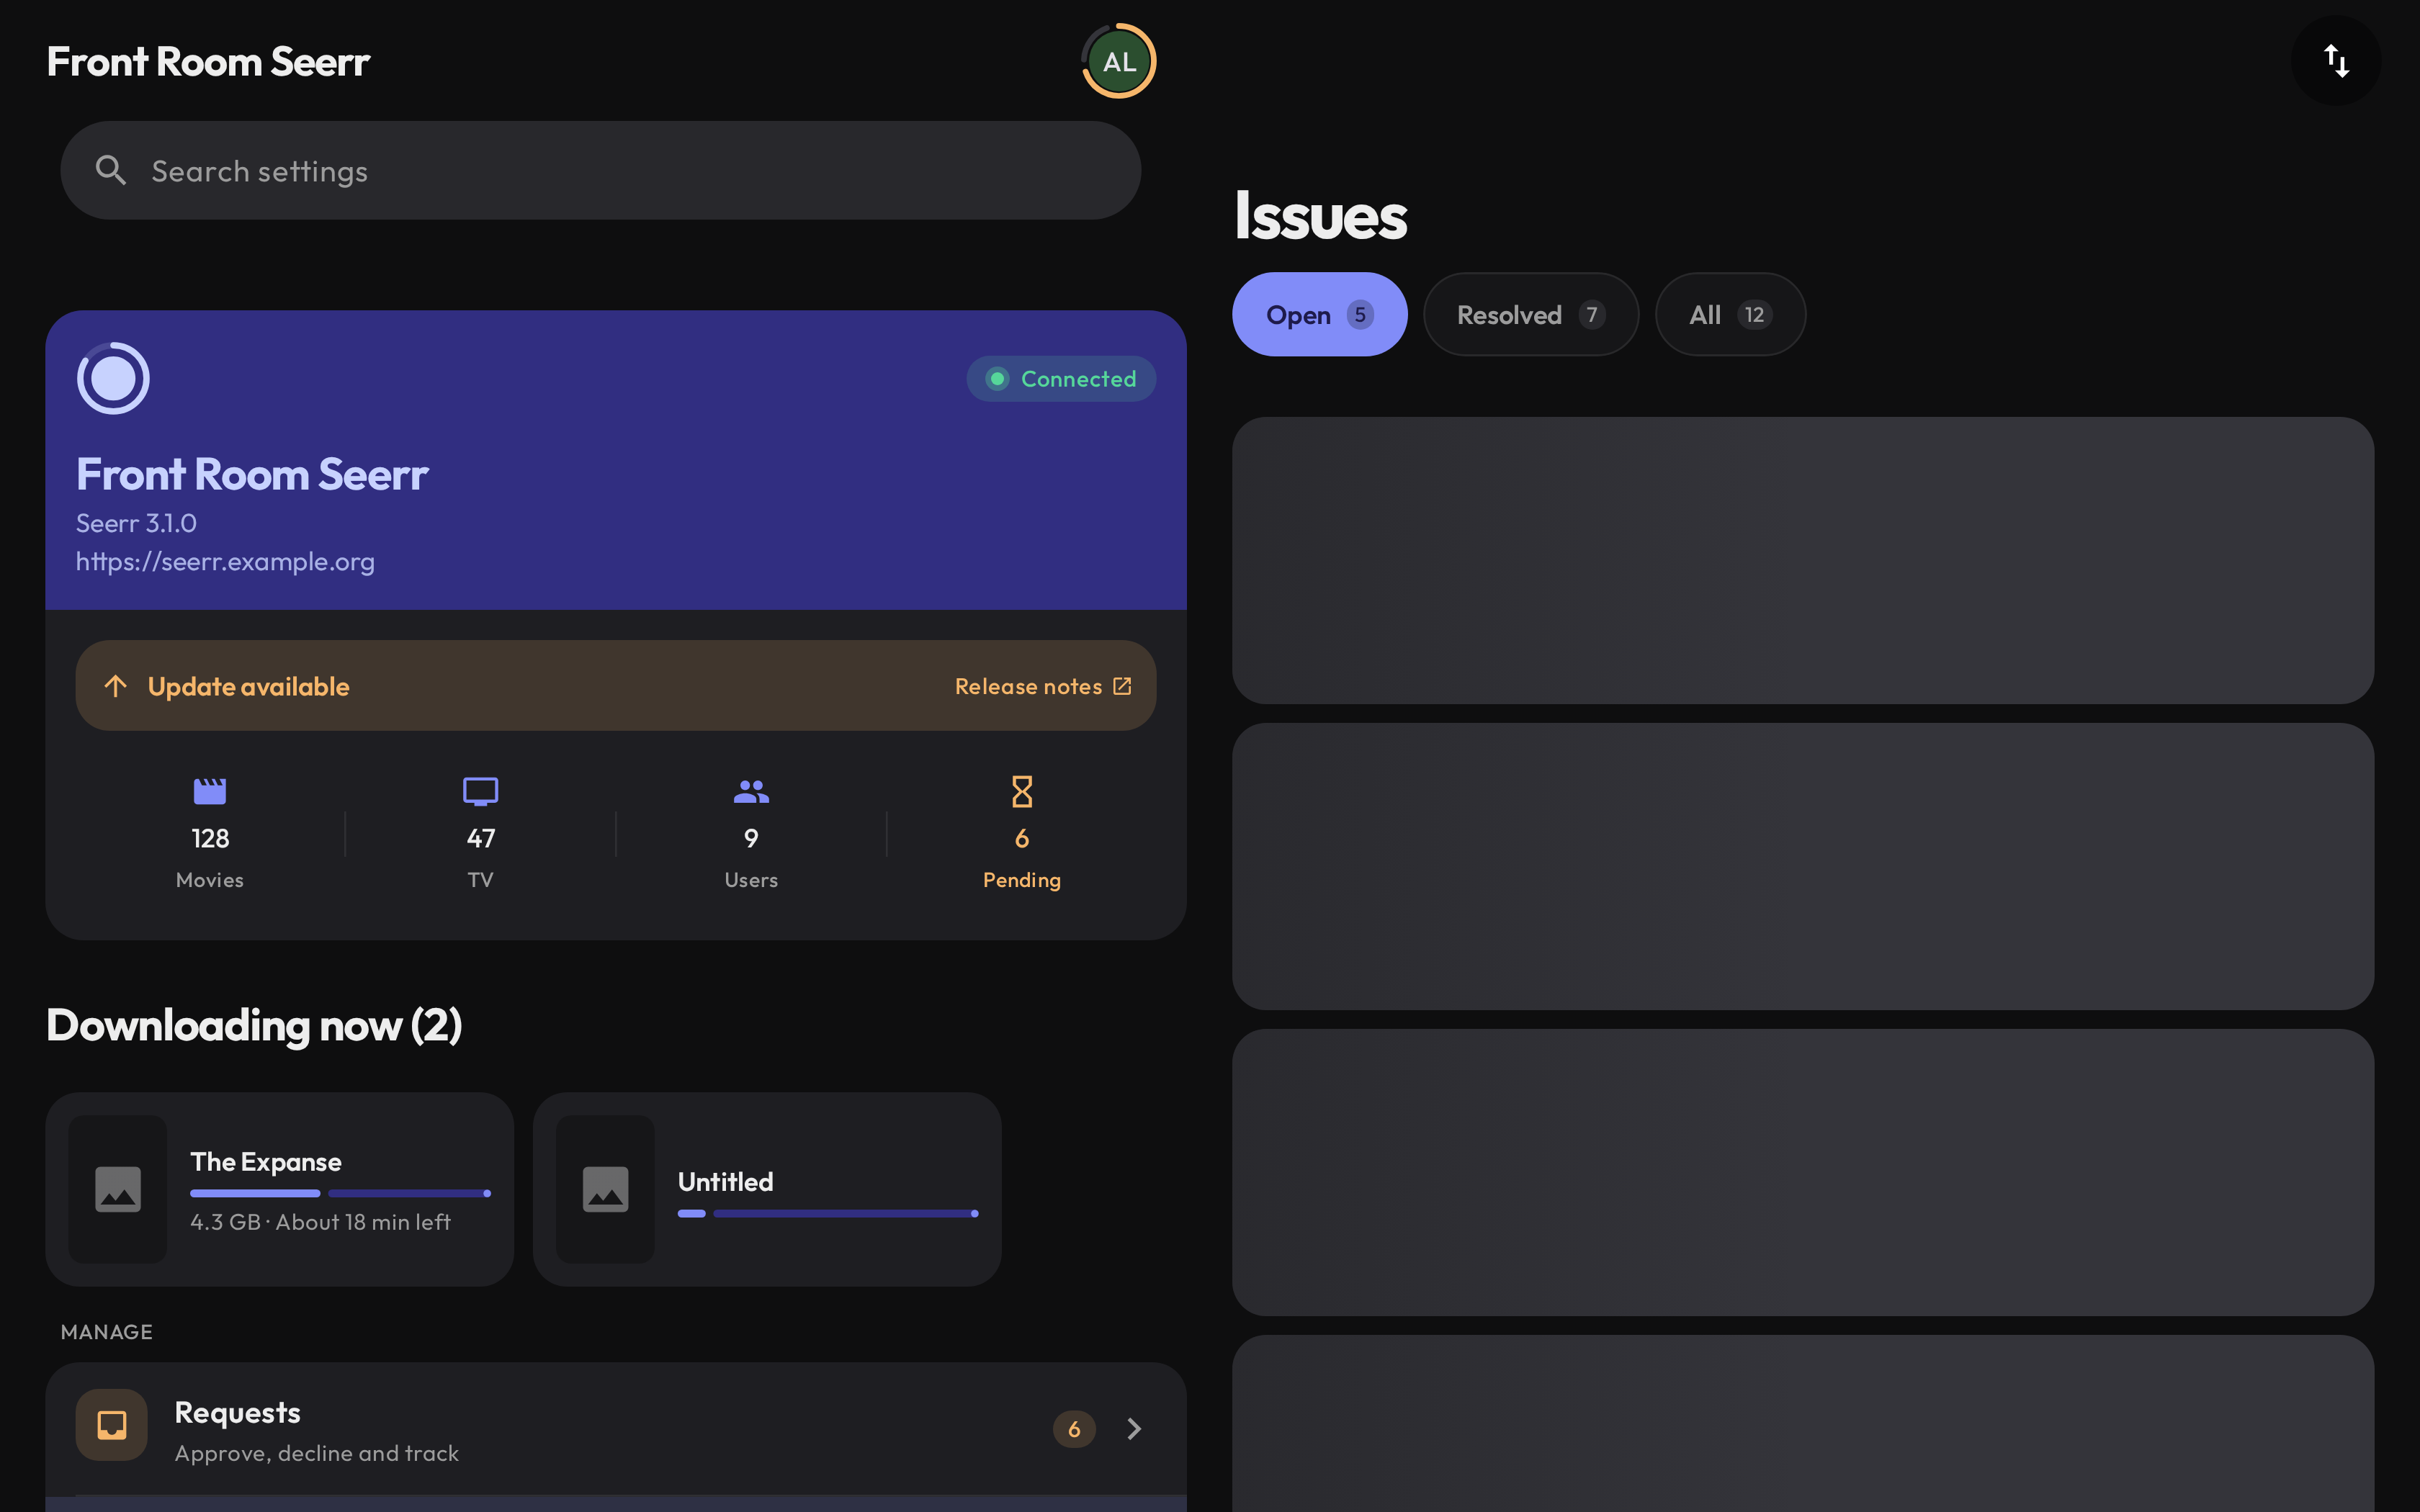 Front Room Seerr
AL
Search settings
Connected
Front Room Seerr
Seerr 3.1.0
https://seerr.example.org
Update available
Release notes
128
Movies
47
TV
9
Users
6
Pending
Downloading now (2)
The Expanse
4.3 GB · About 18 min left
Untitled
MANAGE
Requests
Approve, decline and track
6
Issues
Open 5
Resolved 7
All 12